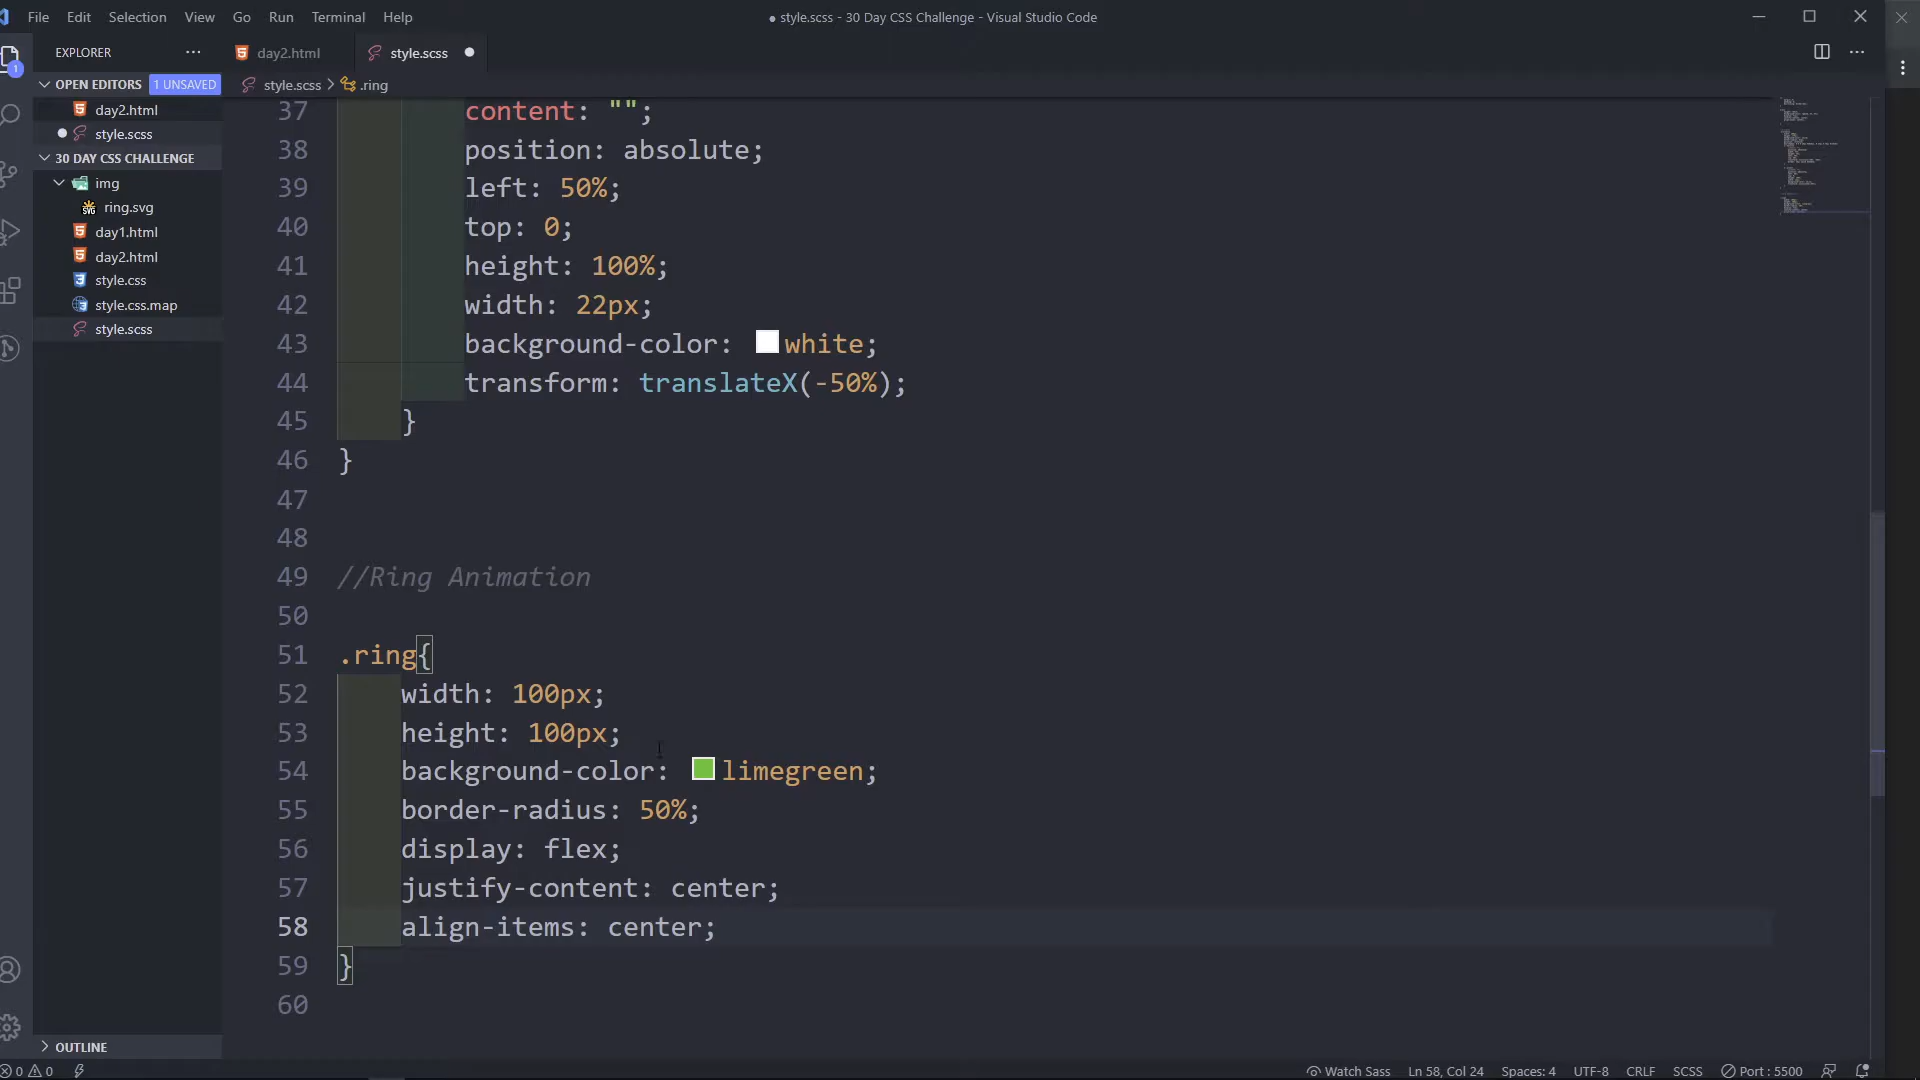 File Edit Selection View Go Run Terminal Help
● style.scss - 30 Day CSS Challenge - Visual Studio Code
EXPLORER
day2.html
style.scss
OPEN EDITORS 1 UNSAVED
day2.html
style.scss
30 DAY CSS CHALLENGE
img
ring.svg
day1.html
day2.html
style.css
style.css.map
style.scss
OUTLINE
1
style.scss > .ring
37 content: "";
38 position: absolute;
39 left: 50%;
40 top: 0;
41 height: 100%;
42 width: 22px;
43 background-color: white;
44 transform: translateX(-50%);
45 }
46 }
47
48
49 //Ring Animation
50
51 .ring{
52 width: 100px;
53 height: 100px;
54 background-color: limegreen;
55 border-radius: 50%;
56 display: flex;
57 justify-content: center;
58 align-items: center;
59 }
60
0 0 Watch Sass Ln 58, Col 24 Spaces: 4 UTF-8 CRLF SCSS Port : 5500